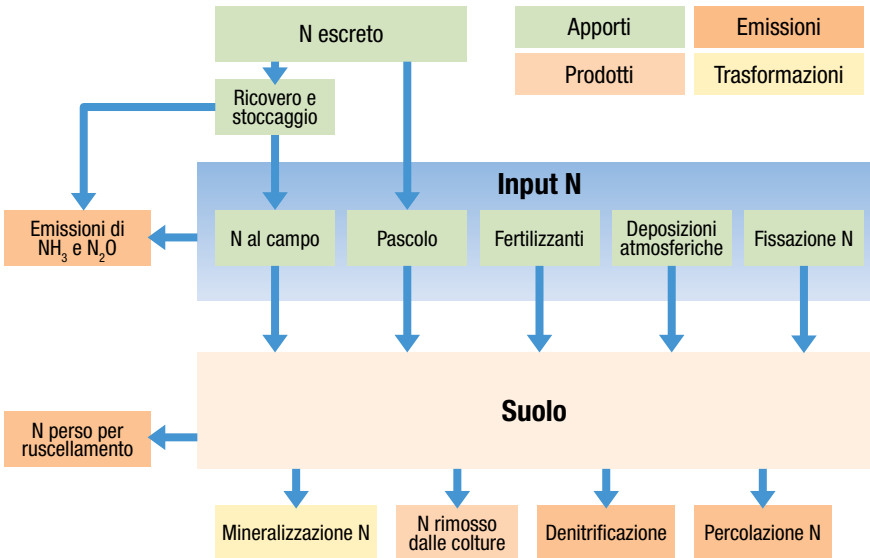 N escreto
Apporti
Emissioni
Prodotti
Trasformazioni
Ricovero e
stoccaggio
Input N
Emissioni di
NH₃ e N₂O
N al campo
Pascolo
Fertilizzanti
Deposizioni
atmosferiche
Fissazione N
Suolo
N perso per
ruscellamento
Mineralizzazione N
N rimosso
dalle colture
Denitrificazione
Percolazione N